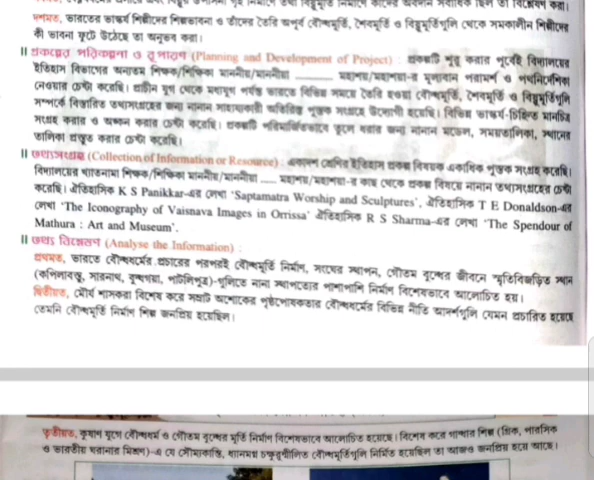 দশমত, ভারতের ভাস্কর্য শিল্পীদের শিল্পভাবনা ও তাঁদের তৈরি অপূর্ব বৌদ্ধমূর্তি, শৈবমূর্তি ও বিষ্ণুমূর্তিগুলি থেকে সমকালীন শিল্পীদের
কী ভাবনা ফুটে উঠেছে তা অনুভব করা।
॥ প্রকল্পের পরিকল্পনা ও রূপায়ণ (Planning and Development of Project) : প্রকল্পটি শুরু করার পূর্বেই বিদ্যালয়ের
ইতিহাস বিভাগের অন্যতম শিক্ষক/শিক্ষিকা মাননীয়/মাননীয়া ________ মহাশয়/মহাশয়া-র মূল্যবান পরামর্শ ও পথনির্দেশিকা
নেওয়ার চেষ্টা করেছি। প্রাচীন যুগ থেকে মধ্যযুগ পর্যন্ত ভারতে বিভিন্ন সময়ে তৈরি হওয়া বৌদ্ধমূর্তি, শৈবমূর্তি ও বিষ্ণুমূর্তিগুলি
সম্পর্কে বিস্তারিত তথ্যসংগ্রহের জন্য নানান সাহায্যকারী অতিরিক্ত পুস্তক সংগ্রহে উদ্যোগী হয়েছি। বিভিন্ন ভাস্কর্য-চিহ্নিত মানচিত্র
সংগ্রহ করার ও অঙ্কন করার চেষ্টা করেছি। প্রকল্পটি পরিমার্জিতভাবে তুলে ধরার জন্য নানান মডেল, সময়তালিকা, স্থানের
তালিকা প্রস্তুত করার চেষ্টা করেছি।
॥ তথ্যসংগ্রহ (Collection of Information or Resource) : একাদশ শ্রেণির ইতিহাস প্রকল্প বিষয়ক একাধিক পুস্তক সংগ্রহ করেছি।
বিদ্যালয়ের খ্যাতনামা শিক্ষক/শিক্ষিকা মাননীয়/মাননীয়া ..... মহাশয়/মহাশয়া-র কাছ থেকে প্রকল্প বিষয়ে নানান তথ্যসংগ্রহের চেষ্টা
করেছি। ঐতিহাসিক K S Panikkar-এর লেখা 'Saptamatra Worship and Sculptures', ঐতিহাসিক T E Donaldson-এর
লেখা 'The Iconography of Vaisnava Images in Orrissa' ঐতিহাসিক R S Sharma-এর লেখা 'The Spendour of
Mathura : Art and Museum'.
॥ তথ্য বিশ্লেষণ (Analyse the Information) :
প্রথমত, ভারতে বৌদ্ধধর্মের প্রচারের পরপরই বৌদ্ধমূর্তি নির্মাণ, সংঘের স্থাপন, গৌতম বুদ্ধের জীবনে স্মৃতিবিজড়িত স্থান
(কপিলাবস্তু, সারনাথ, বুদ্ধগয়া, পাটলিপুত্র)-গুলিতে নানা স্থাপত্যের পাশাপাশি মূর্তি নির্মাণ বিশেষভাবে আলোচিত হয়।
দ্বিতীয়ত, মৌর্য শাসকরা বিশেষ করে সম্রাট অশোকের পৃষ্ঠপোষকতার বৌদ্ধধর্মের বিভিন্ন নীতি আদর্শগুলি যেমন প্রচারিত হয়েছে
তেমনি বৌদ্ধমূর্তি নির্মাণ শিল্প জনপ্রিয় হয়েছিল।
তৃতীয়ত, কুষাণ যুগে বৌদ্ধধর্ম ও গৌতম বুদ্ধের মূর্তি নির্মাণ বিশেষভাবে আলোচিত হয়েছে। বিশেষ করে গান্ধার শিল্প (গ্রিক, পারসিক
ও ভারতীয় ঘরানার মিশ্রণ)-এ যে সৌম্যকান্তি, ধ্যানমগ্ন চক্ষুমুদীলিত বৌদ্ধমূর্তিগুলি নির্মিত হয়েছিল তা আজও জনপ্রিয় হয়ে আছে।